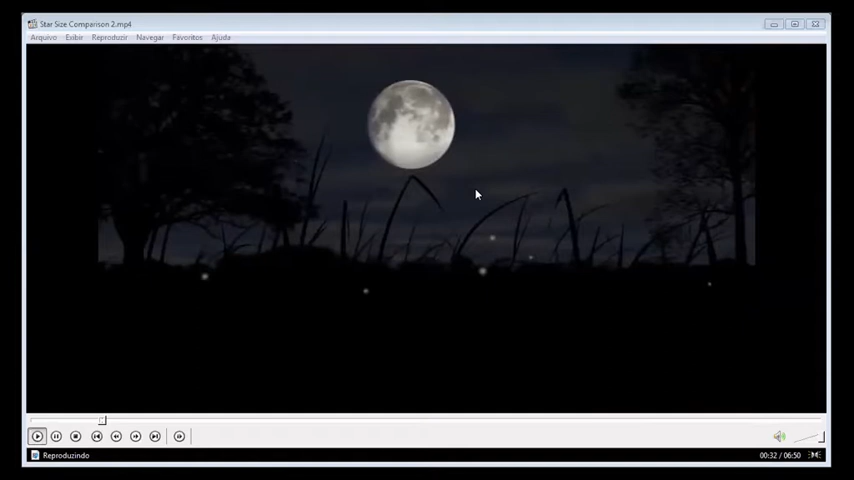 Star Size Comparison 2.mp4
Arquivo Exibir Reproduzir Navegar Favoritos Ajuda
Reproduzindo 00:32 / 06:50